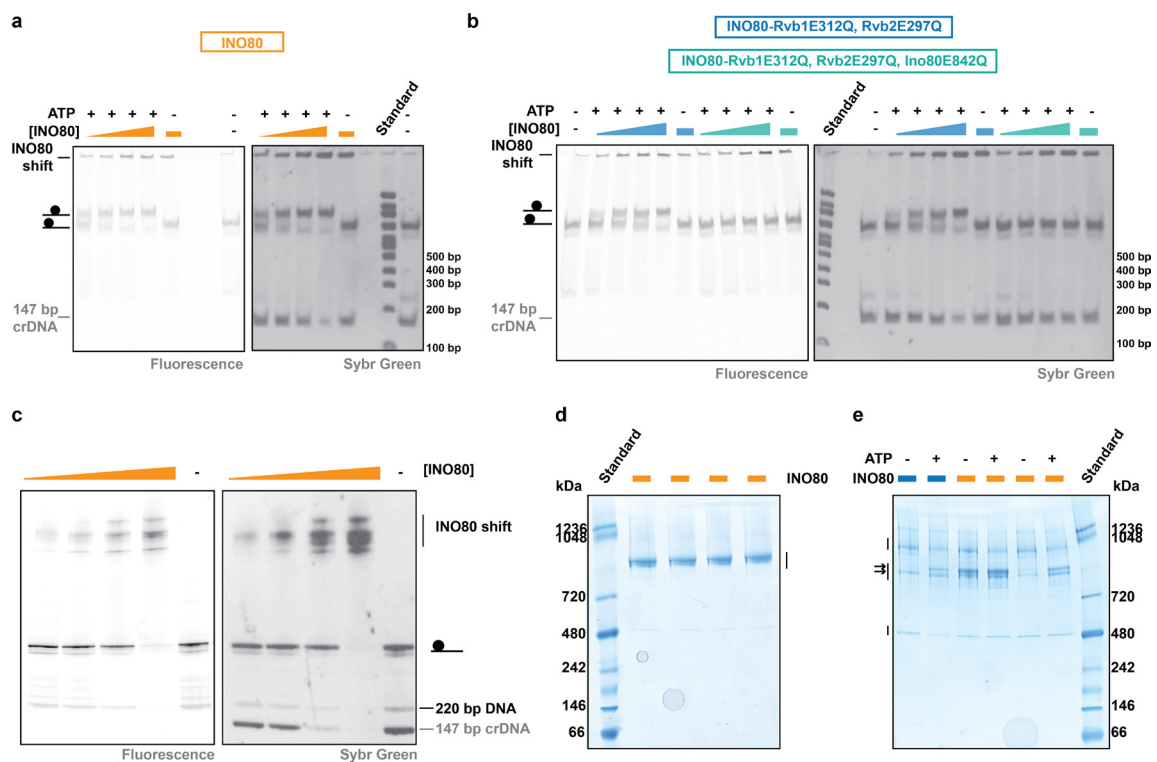 a
INO80
ATP + + + + - - + + + + - Standard -
[INO80] - -
INO80
shift
147 bp
crDNA
500 bp
400 bp
300 bp
200 bp
100 bp
Fluorescence
Sybr Green
b
INO80-Rvb1E312Q, Rvb2E297Q
INO80-Rvb1E312Q, Rvb2E297Q, Ino80E842Q
ATP - + + + + - + + + + - Standard - + + + + - + + + + -
[INO80] - -
INO80
shift
147 bp
crDNA
500 bp
400 bp
300 bp
200 bp
100 bp
Fluorescence
Sybr Green
c
- - [INO80]
INO80 shift
220 bp DNA
147 bp crDNA
Fluorescence
Sybr Green
d
Standard
kDa
INO80
1236
1048
720
480
242
146
66
e
ATP - + - + - + Standard
INO80
kDa
1236
1048
720
480
242
146
66